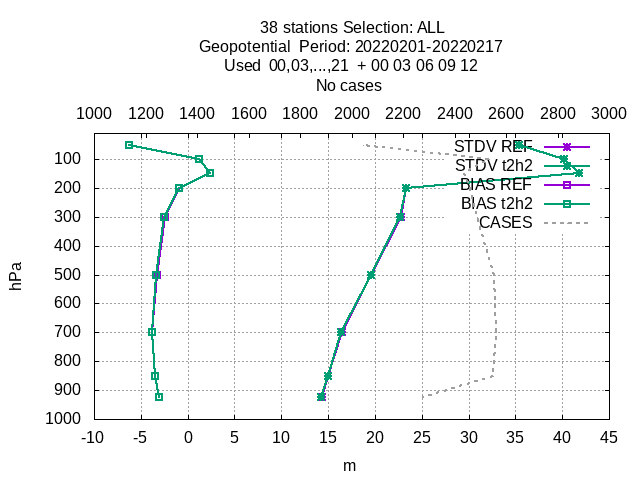 38 stations Selection: ALL
Geopotential  Period: 20220201-20220217
Used  00,03,...,21  + 00 03 06 09 12
No cases
1000 1200 1400 1600 1800 2000 2200 2400 2600 2800 3000
STDV REF
STDV t2h2
BIAS REF
BIAS t2h2
CASES
hPa
100
200
300
400
500
600
700
800
900
1000
-10 -5 0 5 10 15 20 25 30 35 40 45
m